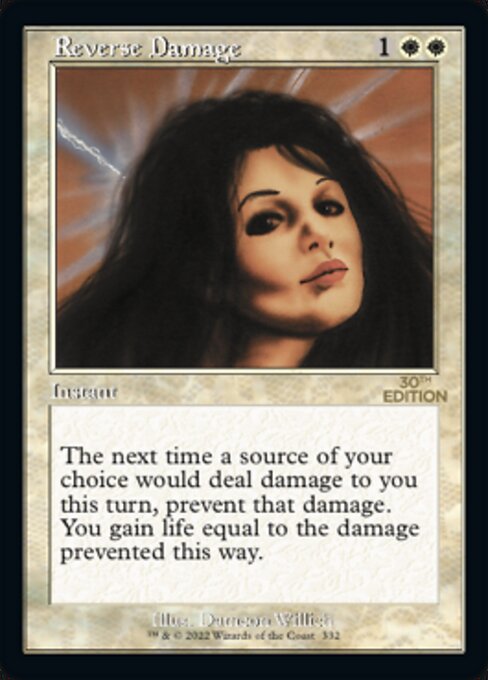 Reverse Damage 1
Instant
30TH
EDITION
The next time a source of your
choice would deal damage to you
this turn, prevent that damage.
You gain life equal to the damage
prevented this way.
Illus. Dameon Willich
™ & © 2022 Wizards of the Coast 332